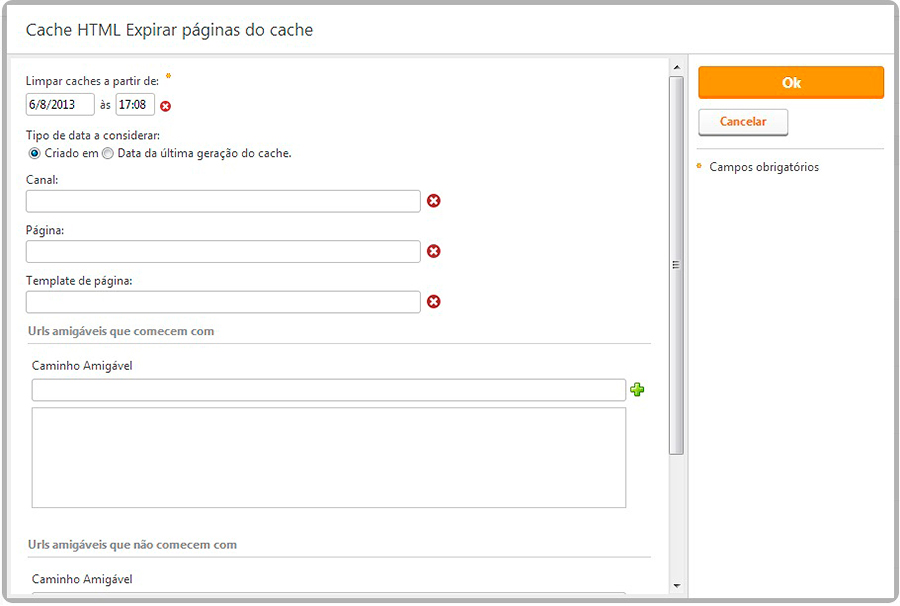 Cache HTML Expirar páginas do cache
Limpar caches a partir de: *
6/8/2013 às 17:08
Tipo de data a considerar:
Criado em Data da última geração do cache.
Canal:
Página:
Template de página:
Urls amigáveis que comecem com
Caminho Amigável
Urls amigáveis que não comecem com
Caminho Amigável
Ok
Cancelar
* Campos obrigatórios